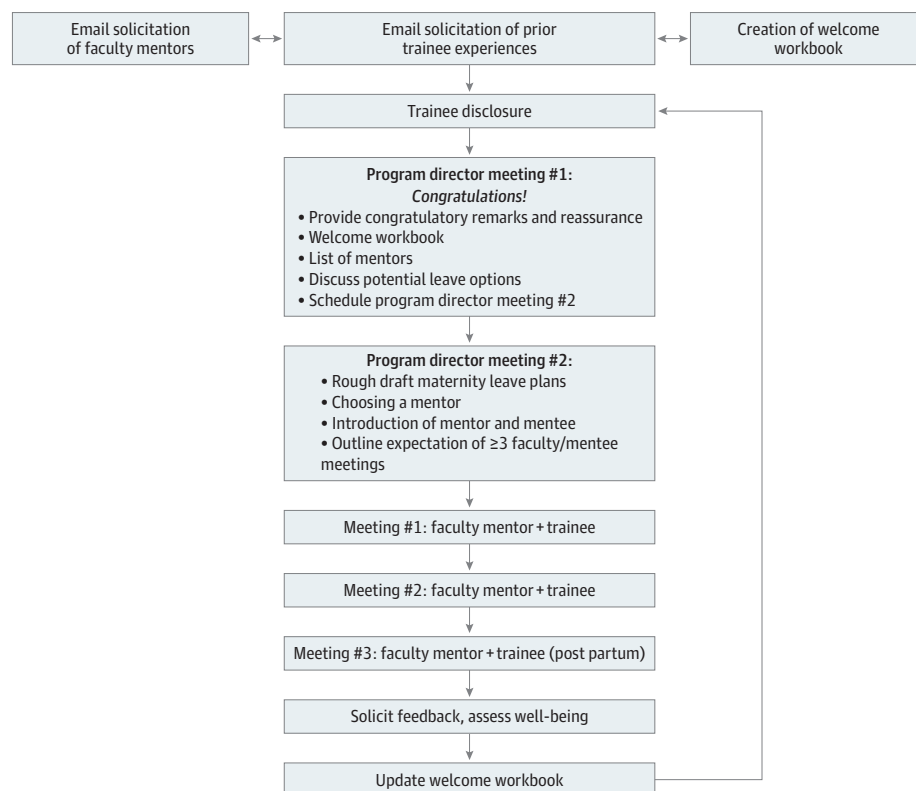 Email solicitation
of faculty mentors
Email solicitation of prior
trainee experiences
Creation of welcome
workbook
Trainee disclosure
Program director meeting #1:
Congratulations!
• Provide congratulatory remarks and reassurance
• Welcome workbook
• List of mentors
• Discuss potential leave options
• Schedule program director meeting #2
Program director meeting #2:
• Rough draft maternity leave plans
• Choosing a mentor
• Introduction of mentor and mentee
• Outline expectation of ≥3 faculty/mentee
meetings
Meeting #1: faculty mentor + trainee
Meeting #2: faculty mentor + trainee
Meeting #3: faculty mentor + trainee (post partum)
Solicit feedback, assess well-being
Update welcome workbook